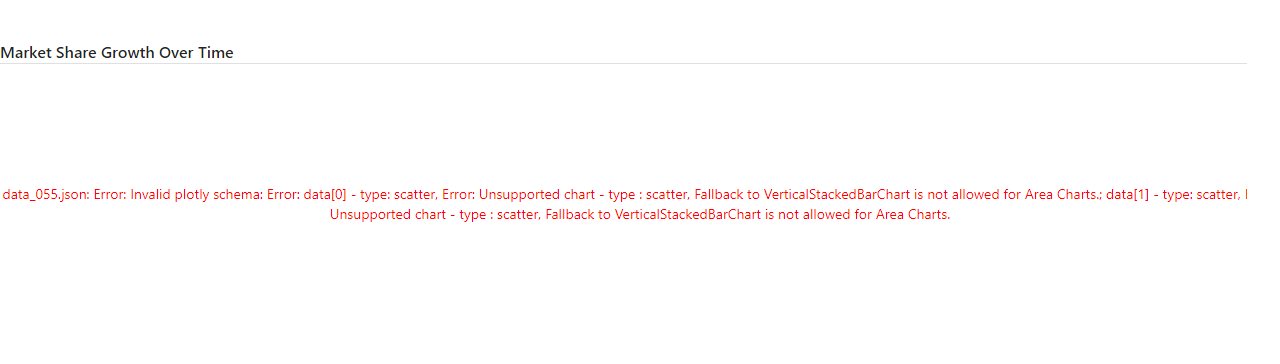 Market Share Growth Over Time
data_055.json: Error: Invalid plotly schema: Error: data[0] - type: scatter, Error: Unsupported chart - type : scatter, Fallback to VerticalStackedBarChart is not allowed for Area Charts.; data[1] - type: scatter,
Unsupported chart - type : scatter, Fallback to VerticalStackedBarChart is not allowed for Area Charts.